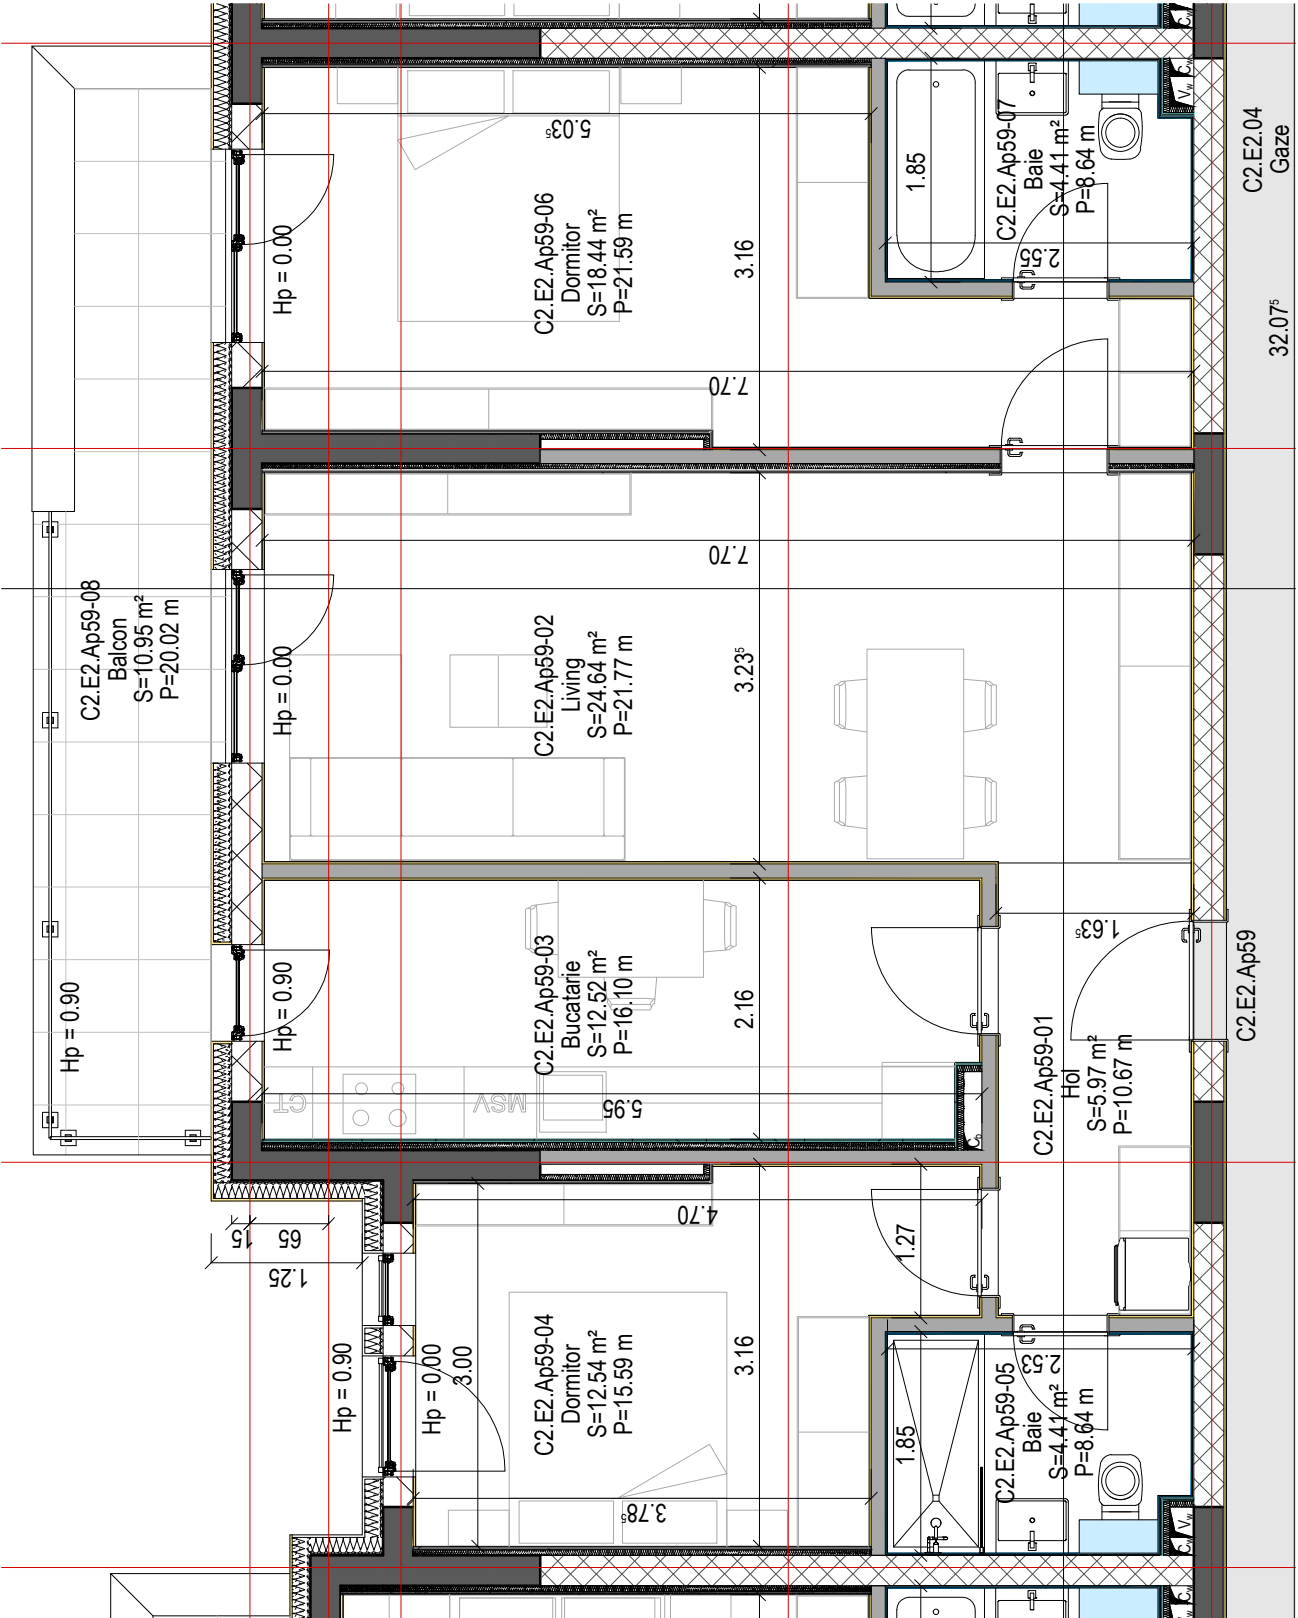 C2.E2.Ap59-08
Balcon
S=10.95 m²
P=20.02 m
Hp = 0.90
C2.E2.Ap59-06
Dormitor
S=18.44 m²
P=21.59 m
Hp = 0.00
5.03⁵
3.16
7.70
C2.E2.Ap59-07
Baie
S=4.41 m²
P=8.64 m
1.85
2.55
Cw
Vw
C2.E2.04
Gaze
32.07⁵
C2.E2.Ap59-02
Living
S=24.64 m²
P=21.77 m
Hp = 0.00
7.70
3.23⁵
C2.E2.Ap59-03
Bucatarie
S=12.52 m²
P=16.10 m
Hp = 0.90
2.16
5.95
CT
MSV
C2.E2.Ap59-01
Hol
S=5.97 m²
P=10.67 m
1.63⁵
C2.E2.Ap59
15
65
1.25
Hp = 0.90
Hp = 0.00
3.00
C2.E2.Ap59-04
Dormitor
S=12.54 m²
P=15.59 m
4.70
3.16
3.78⁵
1.27
C2.E2.Ap59-05
Baie
S=4.41 m²
P=8.64 m
1.85
2.53
Cw
Vw